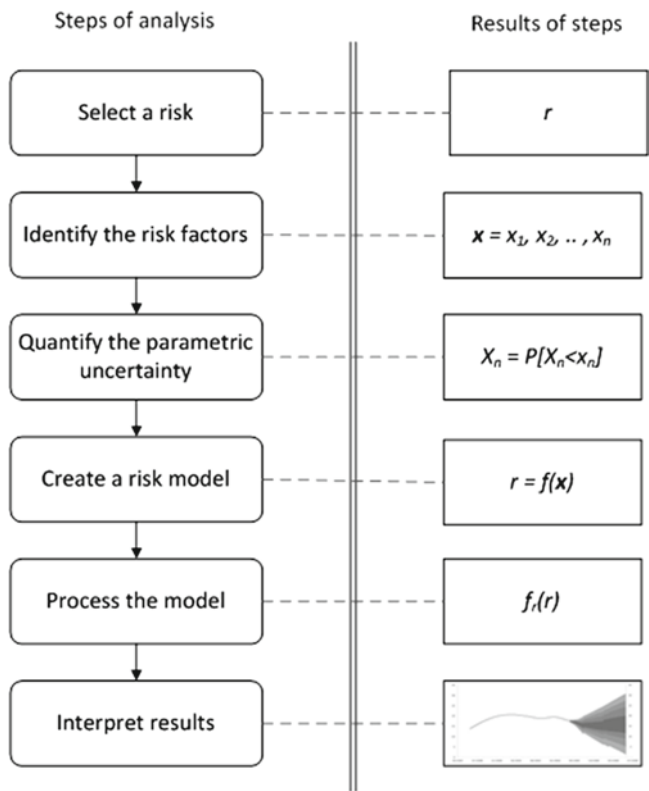 Steps of analysis
Results of steps
Select a risk
r
Identify the risk factors
x = x₁, x₂, .. , xₙ
Quantify the parametric
uncertainty
Xₙ = P[Xₙ<xₙ]
Create a risk model
r = f(x)
Process the model
fᵣ(r)
Interpret results